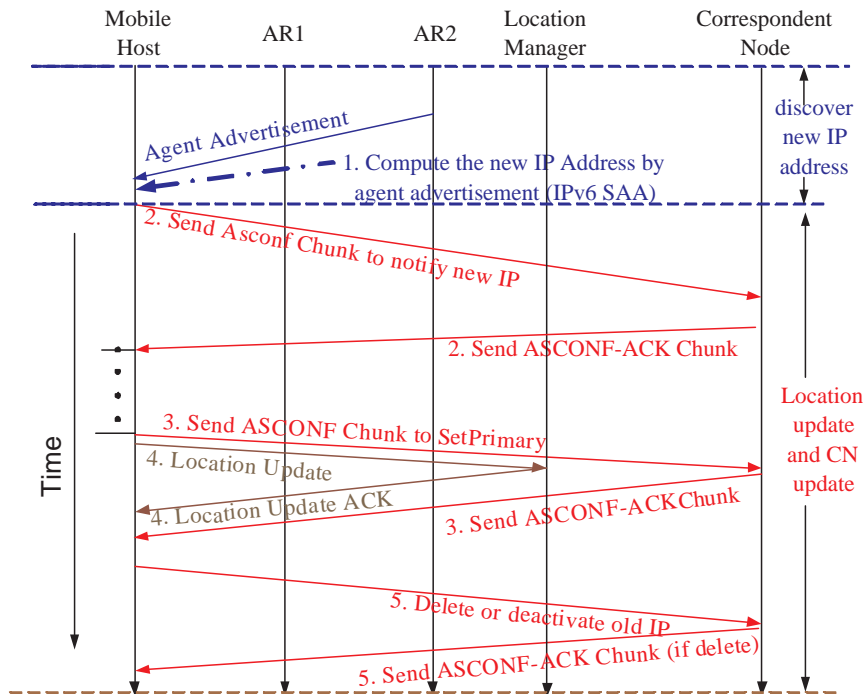 Mobile
Host
AR1
AR2
Location
Manager
Correspondent
Node
discover
new IP
address
Agent Advertisement
1. Compute the new IP Address by
agent advertisement (IPv6 SAA)
2. Send Asconf Chunk to notify new IP
2. Send ASCONF-ACK Chunk
3. Send ASCONF Chunk to SetPrimary
4. Location Update
4. Location Update ACK
3. Send ASCONF-ACKChunk
Location
update
and CN
update
Time
5. Delete or deactivate old IP
5. Send ASCONF-ACK Chunk (if delete)